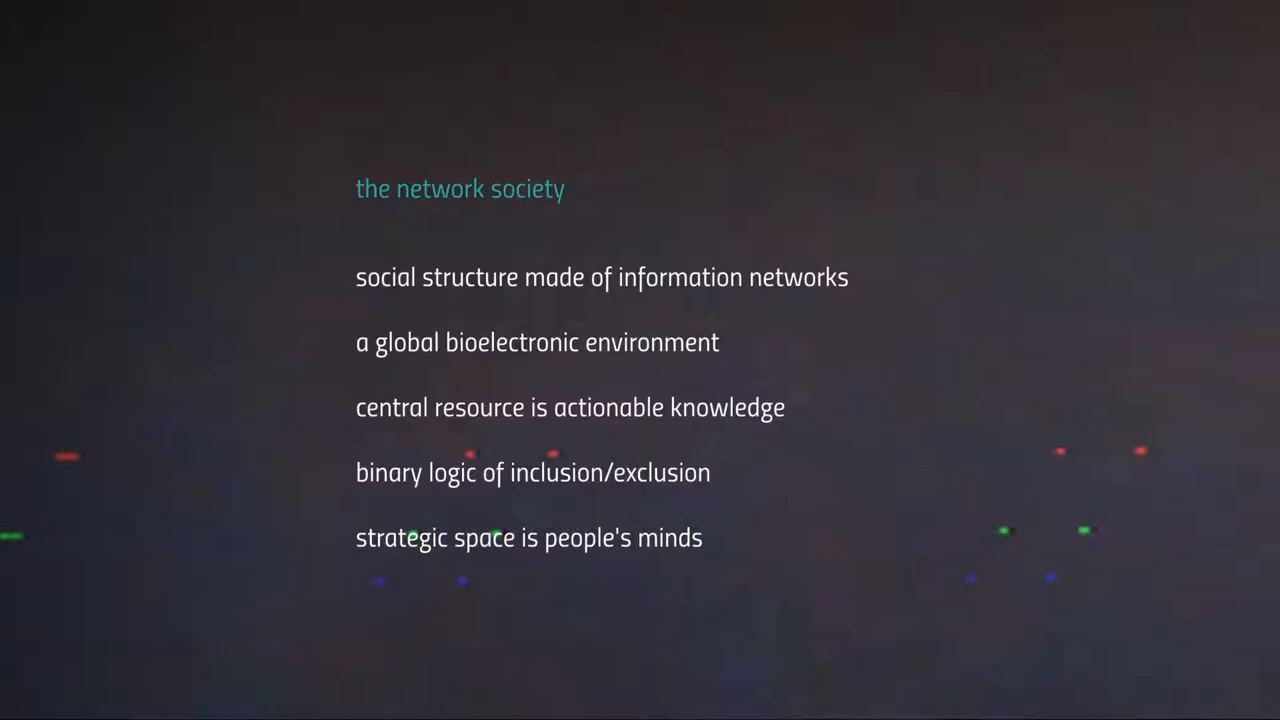 the network society
social structure made of information networks
a global bioelectronic environment
central resource is actionable knowledge
binary logic of inclusion/exclusion
strategic space is people's minds